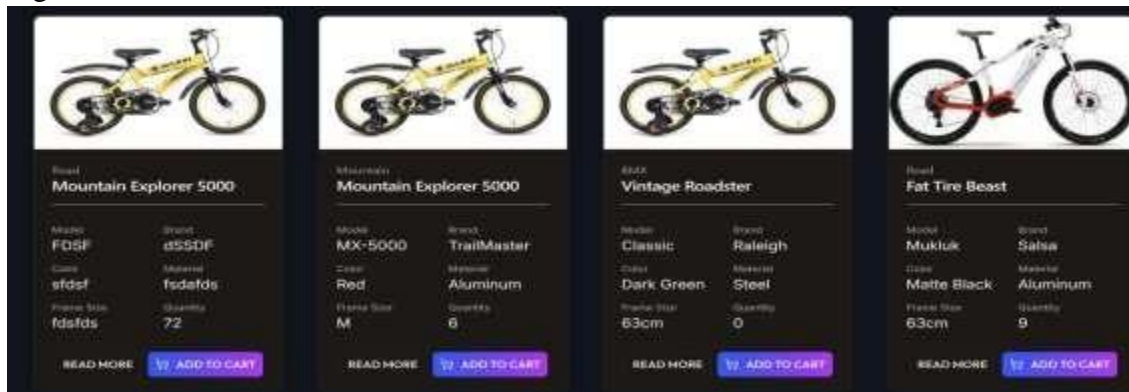 Road
Mountain Explorer 5000
Model Brand
FDSF dSSDF
Color Material
sfdsf fsdafds
Frame Size Quantity
fdsfds 72
READ MORE ADD TO CART
Mountain
Mountain Explorer 5000
Model Brand
MX-5000 TrailMaster
Color Material
Red Aluminum
Frame Size Quantity
M 6
READ MORE ADD TO CART
BMX
Vintage Roadster
Model Brand
Classic Raleigh
Color Material
Dark Green Steel
Frame Size Quantity
63cm 0
READ MORE ADD TO CART
Road
Fat Tire Beast
Model Brand
Mukluk Salsa
Color Material
Matte Black Aluminum
Frame Size Quantity
63cm 9
READ MORE ADD TO CART